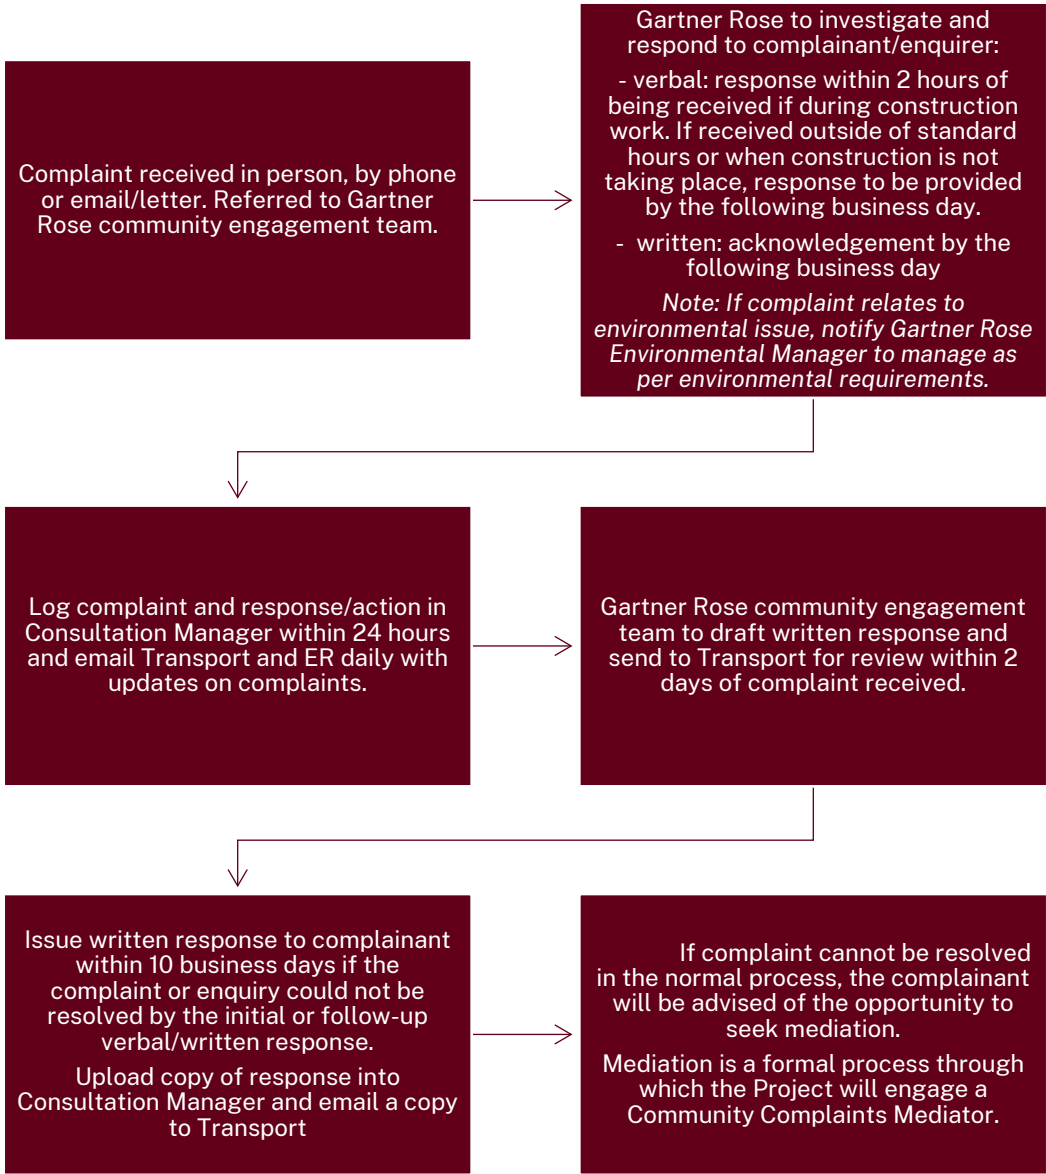 Complaint received in person, by phone
or email/letter. Referred to Gartner
Rose community engagement team.
Gartner Rose to investigate and
respond to complainant/enquirer:
- verbal: response within 2 hours of
being received if during construction
work. If received outside of standard
hours or when construction is not
taking place, response to be provided
by the following business day.
- written: acknowledgement by the
following business day
Note: If complaint relates to
environmental issue, notify Gartner Rose
Environmental Manager to manage as
per environmental requirements.
Log complaint and response/action in
Consultation Manager within 24 hours
and email Transport and ER daily with
updates on complaints.
Gartner Rose community engagement
team to draft written response and
send to Transport for review within 2
days of complaint received.
Issue written response to complainant
within 10 business days if the
complaint or enquiry could not be
resolved by the initial or follow-up
verbal/written response.
Upload copy of response into
Consultation Manager and email a copy
to Transport
If complaint cannot be resolved
in the normal process, the complainant
will be advised of the opportunity to
seek mediation.
Mediation is a formal process through
which the Project will engage a
Community Complaints Mediator.